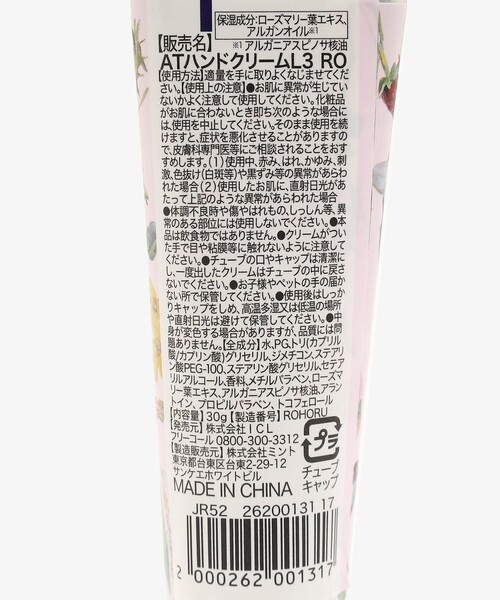 保湿成分:ローズマリー葉エキス、
アルガンオイル※1
【販売名】 ※1 アルガニアスピノサ核油
ATハンドクリームL3 RO
【使用方法】適量を手に取りよくなじませてくだ
さい。【使用上の注意】●お肌に異常が生じてい
ないかよく注意して使用してください。化粧品
がお肌に合わないとき即ち次のような場合に
は、使用を中止してください。そのまま使用を続
けますと、症状を悪化させることがありますの
で、皮膚科専門医等にご相談されることをおす
すめします。(1)使用中、赤み、はれ、かゆみ、刺
激、色抜け(白斑等)や黒ずみ等の異常があらわ
れた場合(2)使用したお肌に、直射日光があ
たって上記のような異常があらわれた場合
●体調不良時や傷やはれもの、しっしん等、異
常のある部位には使用しないでください。●本
品は飲食物ではありません。●クリームがつい
た手で目や粘膜等に触れないように注意して
ください。●チューブの口やキャップは清潔に
し、一度出したクリームはチューブの中に戻さ
ないでください。●お子様やペットの手の届か
ない所で保管してください。●使用後はしっか
りキャップをしめ、高温多湿又は低温の場所
や直射日光は避けて保管してください。●中
身が変色する場合がありますが、品質には問
題ありません。【全成分】水、PG、トリ(カプリル
酸/カプリン酸)グリセリル、ジメチコン、ステアリン
酸PEG-100、ステアリン酸グリセリル、セテア
リルアルコール、香料、メチルパラベン、ローズマ
リー葉エキス、アルガニアスピノサ核油、アラン
トイン、プロピルパラベン、トコフェロール
【内容量】30g【製造番号】ROHORU
【発売元】株式会社ICL
フリーコール 0800-300-3312
【製造販売元】株式会社ミント
東京都台東区台東2-29-12
サンケエホワイトビル
MADE IN CHINA
プラ
チューブ
キャップ
JR52 26200131 17
2 000262 001317